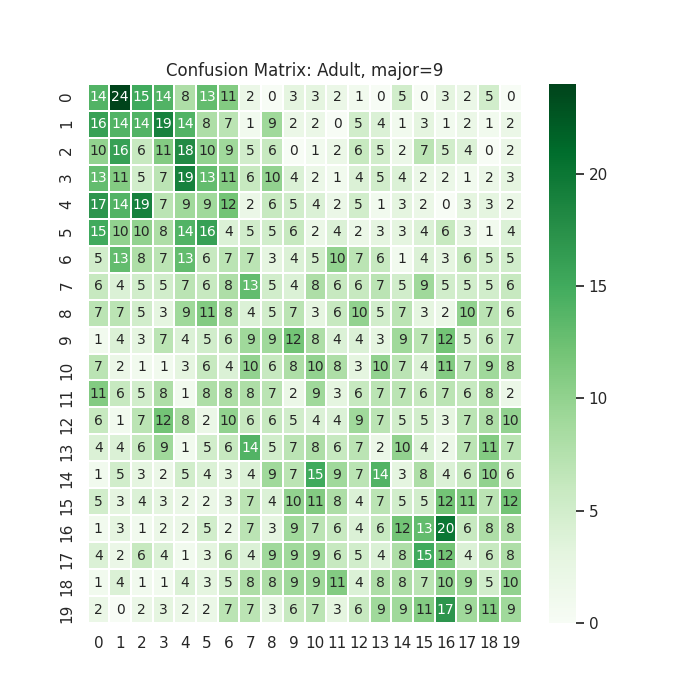 Confusion Matrix: Adult, major=9
0 14 24 15 14 8 13 11 2 0 3 3 2 1 0 5 0 3 2 5 0
1 16 14 14 19 14 8 7 1 9 2 2 0 5 4 1 3 1 2 1 2
2 10 16 6 11 18 10 9 5 6 0 1 2 6 5 2 7 5 4 0 2
3 13 11 5 7 19 13 11 6 10 4 2 1 4 5 4 2 2 1 2 3
4 17 14 19 7 9 9 12 2 6 5 4 2 5 1 3 2 0 3 3 2
5 15 10 10 8 14 16 4 5 5 6 2 4 2 3 3 4 6 3 1 4
6 5 13 8 7 13 6 7 7 3 4 5 10 7 6 1 4 3 6 5 5
7 6 4 5 5 7 6 8 13 5 4 8 6 6 7 5 9 5 5 5 6
8 7 7 5 3 9 11 8 4 5 7 3 6 10 5 7 3 2 10 7 6
9 1 4 3 7 4 5 6 9 9 12 8 4 4 3 9 7 12 5 6 7
10 7 2 1 1 3 6 4 10 6 8 10 8 3 10 7 4 11 7 9 8
11 11 6 5 8 1 8 8 8 7 2 9 3 6 7 7 6 7 6 8 2
12 6 1 7 12 8 2 10 6 6 5 4 4 9 7 5 5 3 7 8 10
13 4 4 6 9 1 5 6 14 5 7 8 6 7 2 10 4 2 7 11 7
14 1 5 3 2 5 4 3 4 9 7 15 9 7 14 3 8 4 6 10 6
15 5 3 4 3 2 2 3 7 4 10 11 8 4 7 5 5 12 11 7 12
16 1 3 1 2 2 5 2 7 3 9 7 6 4 6 12 13 20 6 8 8
17 4 2 6 4 1 3 6 4 9 9 9 6 5 4 8 15 12 4 6 8
18 1 4 1 1 4 3 5 8 8 9 9 11 4 8 8 7 10 9 5 10
19 2 0 2 3 2 2 7 7 3 6 7 3 6 9 9 11 17 9 11 9
0 1 2 3 4 5 6 7 8 9 10 11 12 13 14 15 16 17 18 19
20
15
10
5
0